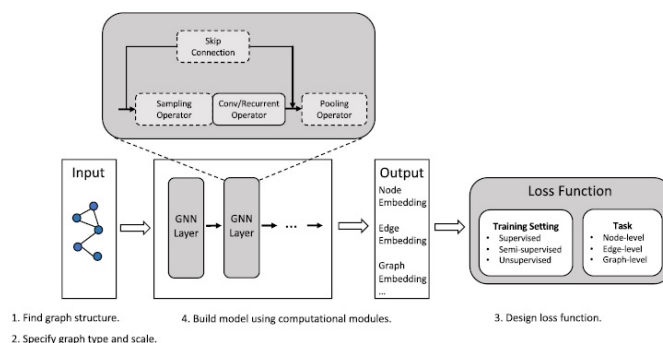 Skip
Connection
Sampling
Operator
Conv/Recurrent
Operator
Pooling
Operator
Input
GNN
Layer
GNN
Layer
...
Output
Node
Embedding
Edge
Embedding
Graph
Embedding
...
Loss Function
Training Setting
• Supervised
• Semi-supervised
• Unsupervised
Task
• Node-level
• Edge-level
• Graph-level
1. Find graph structure.
2. Specify graph type and scale.
4. Build model using computational modules.
3. Design loss function.